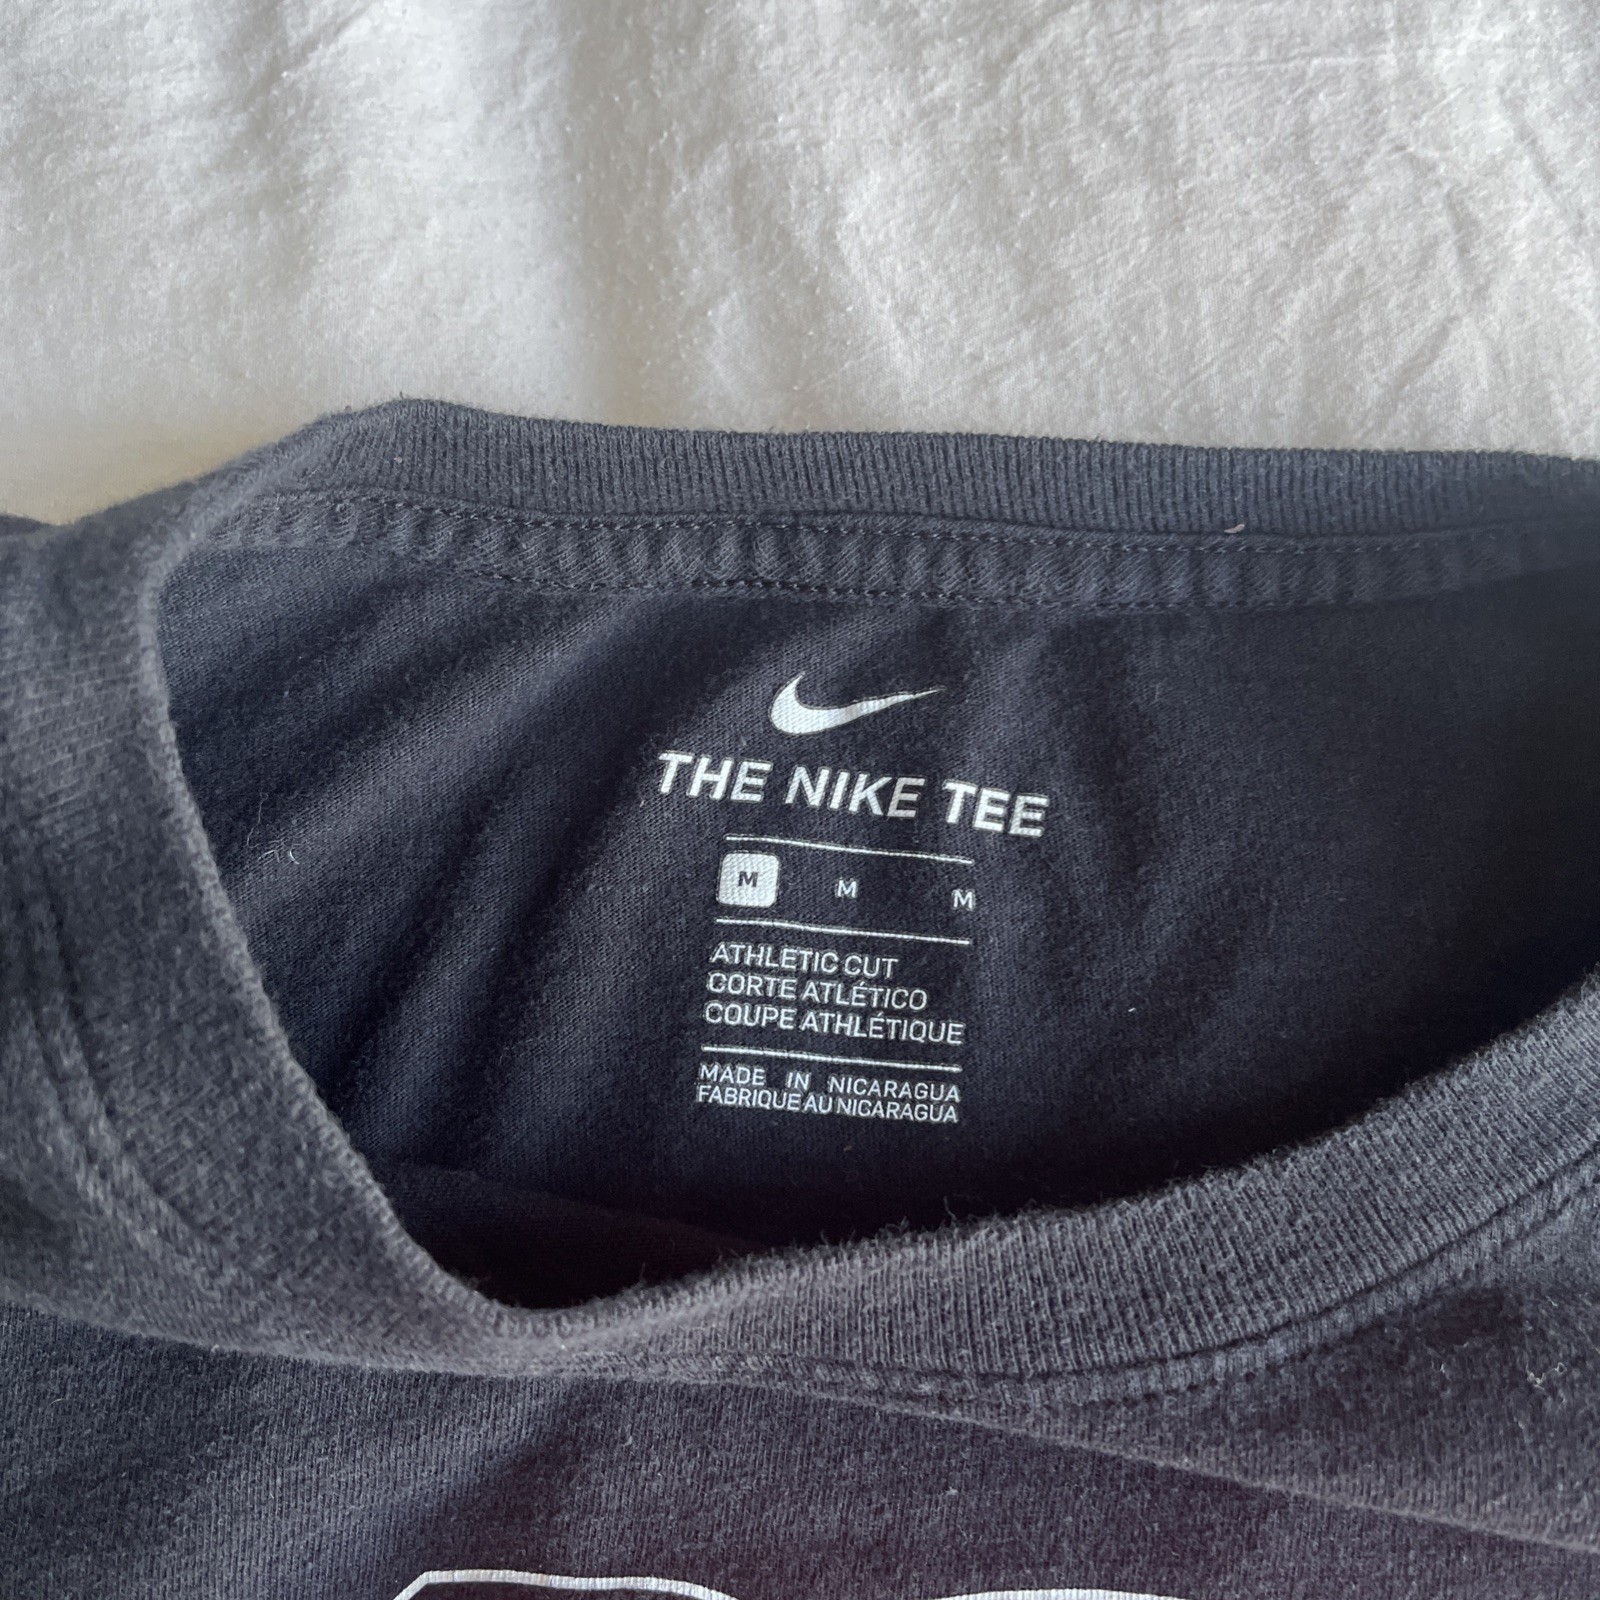 THE NIKE TEE
M M M
ATHLETIC CUT
CORTE ATLÉTICO
COUPE ATHLÉTIQUE
MADE IN NICARAGUA
FABRIQUE AU NICARAGUA